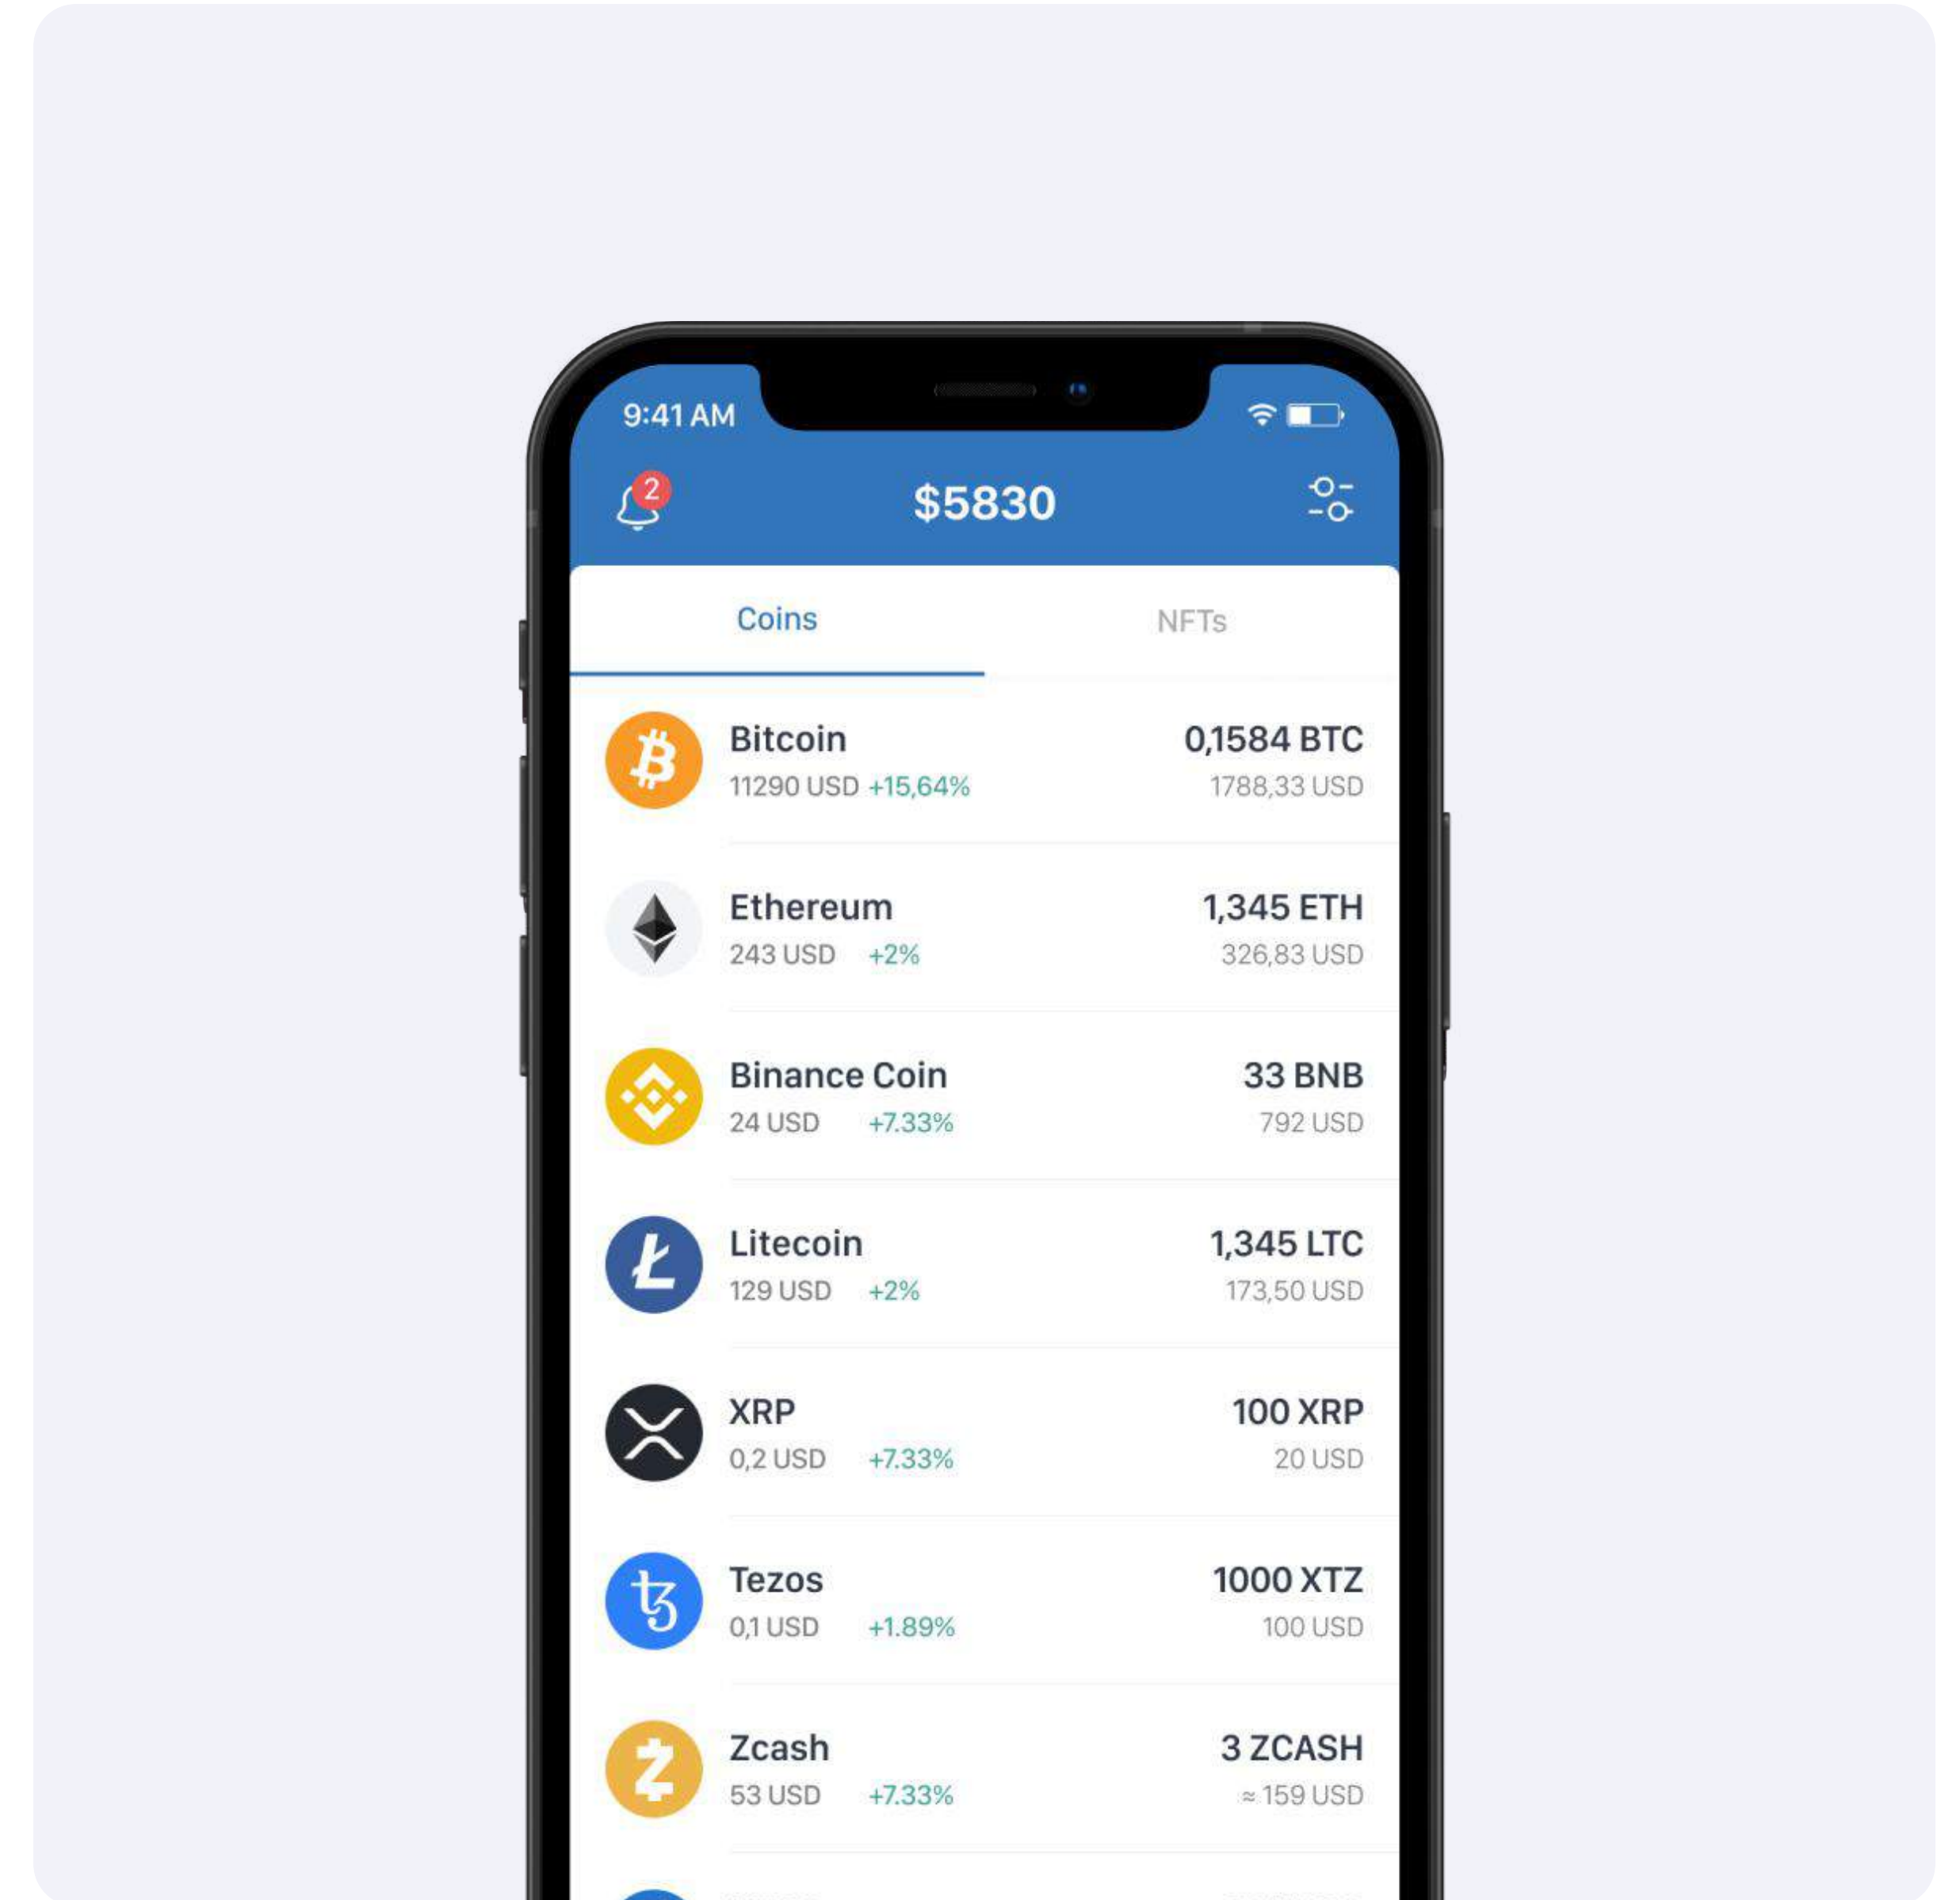 9:41 AM
2
$5830
Coins
NFTs
Bitcoin
0,1584 BTC
11290 USD +15,64%
1788,33 USD
Ethereum
1,345 ETH
243 USD +2%
326,83 USD
Binance Coin
33 BNB
24 USD +7.33%
792 USD
Litecoin
1,345 LTC
129 USD +2%
173,50 USD
XRP
100 XRP
0,2 USD +7.33%
20 USD
Tezos
1000 XTZ
0,1 USD +1.89%
100 USD
Zcash
3 ZCASH
53 USD +7.33%
≈ 159 USD